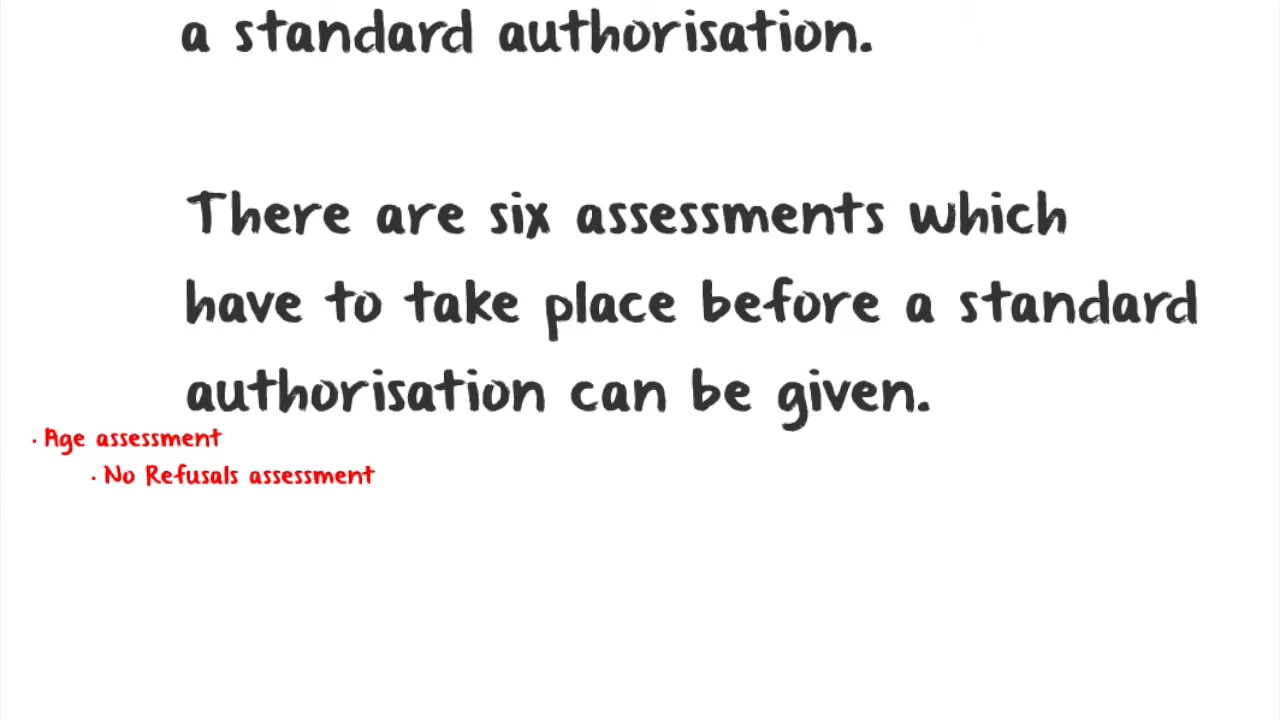 a standard authorisation.
There are six assessments which
have to take place before a standard
authorisation can be given.
· Age assessment
· No Refusals assessment